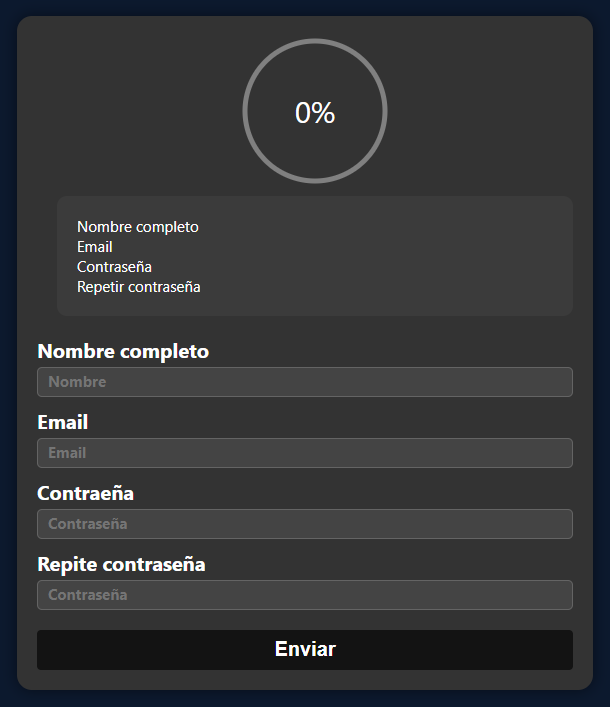 0%
Nombre completo
Email
Contraseña
Repetir contraseña
Nombre completo
Nombre
Email
Email
Contraeña
Contraseña
Repite contraseña
Contraseña
Enviar